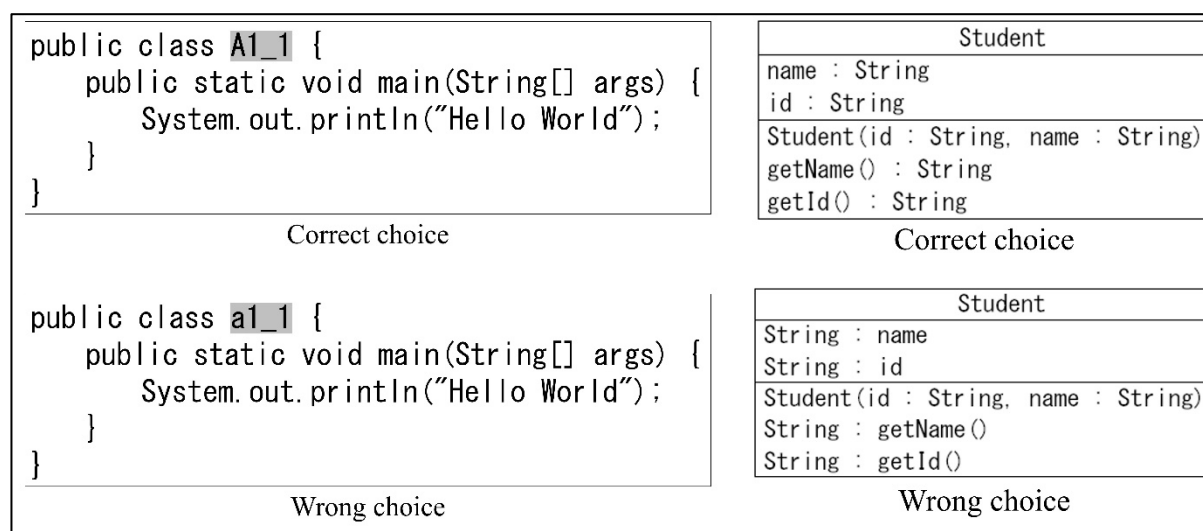 public class A1_1 {
public static void main(String[] args) {
System.out.println("Hello World");
}
}
Correct choice
Student
name : String
id : String
Student(id : String, name : String)
getName() : String
getId() : String
Correct choice
public class a1_1 {
public static void main(String[] args) {
System.out.println("Hello World");
}
}
Wrong choice
Student
String : name
String : id
Student(id : String, name : String)
String : getName()
String : getId()
Wrong choice